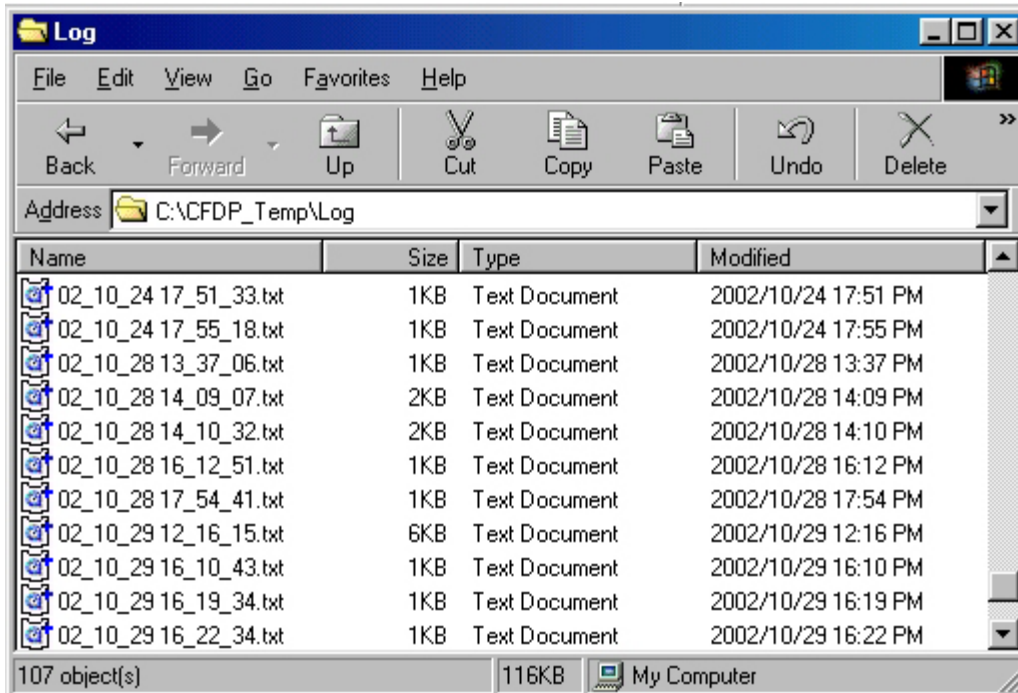 Log
File Edit View Go Favorites Help
Back Forward Up Cut Copy Paste Undo Delete »
Address C:\CFDP_Temp\Log
Name Size Type Modified
02_10_24 17_51_33.txt 1KB Text Document 2002/10/24 17:51 PM
02_10_24 17_55_18.txt 1KB Text Document 2002/10/24 17:55 PM
02_10_28 13_37_06.txt 1KB Text Document 2002/10/28 13:37 PM
02_10_28 14_09_07.txt 2KB Text Document 2002/10/28 14:09 PM
02_10_28 14_10_32.txt 2KB Text Document 2002/10/28 14:10 PM
02_10_28 16_12_51.txt 1KB Text Document 2002/10/28 16:12 PM
02_10_28 17_54_41.txt 1KB Text Document 2002/10/28 17:54 PM
02_10_29 12_16_15.txt 6KB Text Document 2002/10/29 12:16 PM
02_10_29 16_10_43.txt 1KB Text Document 2002/10/29 16:10 PM
02_10_29 16_19_34.txt 1KB Text Document 2002/10/29 16:19 PM
02_10_29 16_22_34.txt 1KB Text Document 2002/10/29 16:22 PM
107 object(s) 116KB My Computer